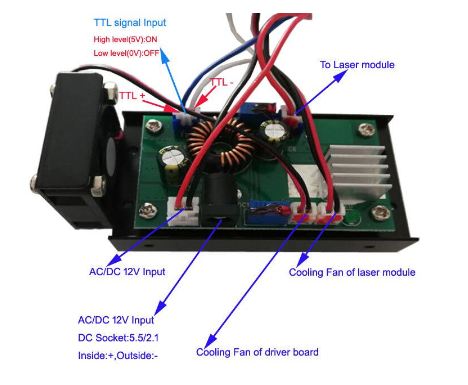 TTL signal Input
High level(5V):ON
Low level(0V):OFF
TTL +
TTL -
To Laser module
AC/DC 12V Input
Cooling Fan of laser module
AC/DC 12V Input
DC Socket:5.5/2.1
Inside:+,Outside:-
Cooling Fan of driver board